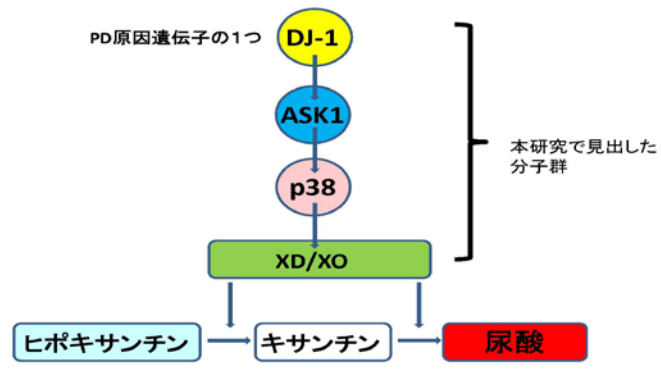 PD原因遺伝子の1つ
DJ-1
ASK1
p38
本研究で見出した
分子群
XD/XO
ヒポキサンチン
キサンチン
尿酸